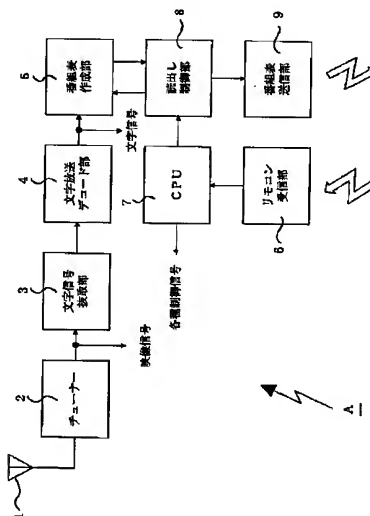 1
2
チューナー
映像信号
3
文字信号
抜取部
4
文字放送
デコード部
文字信号
5
番組表
作成部
各種制御信号
7
CPU
8
読出し
制御部
6
リモコン
受信部
9
番組表
送信部
A